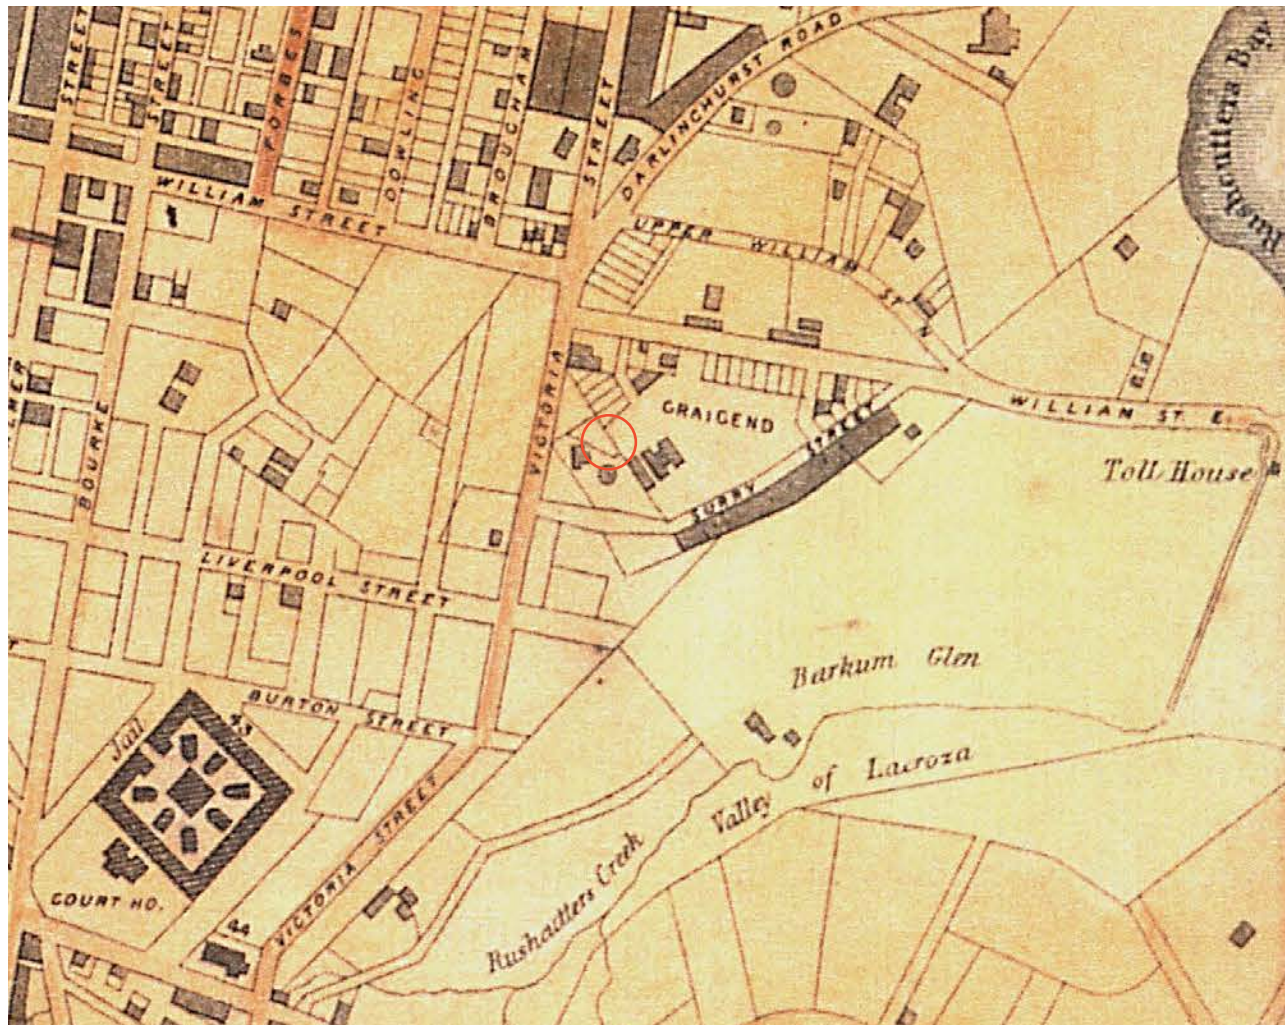 STREET
STREET
FORBES
DOWLING
BROUGHAM
STREET
DARLINGHURST ROAD
Rushcutters Bay
WILLIAM STREET
UPPER WILLIAM ST. N
VICTORIA
BOURKE
CRAIGEND
WILLIAM ST. E.
SURRY STREET
Toll House
LIVERPOOL STREET
Barkum Glen
BURTON STREET
Jail
Valley of Lacroza
VICTORIA STREET
Rushcutters Creek
COURT HO.
44